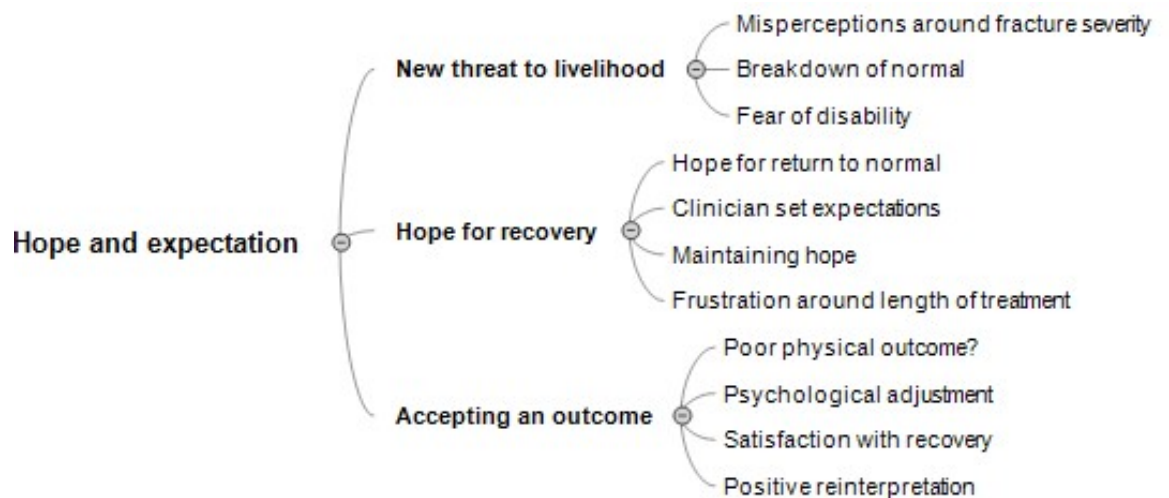 Hope and expectation
New threat to livelihood
Misperceptions around fracture severity
Breakdown of normal
Fear of disability
Hope for recovery
Hope for return to normal
Clinician set expectations
Maintaining hope
Frustration around length of treatment
Accepting an outcome
Poor physical outcome?
Psychological adjustment
Satisfaction with recovery
Positive reinterpretation